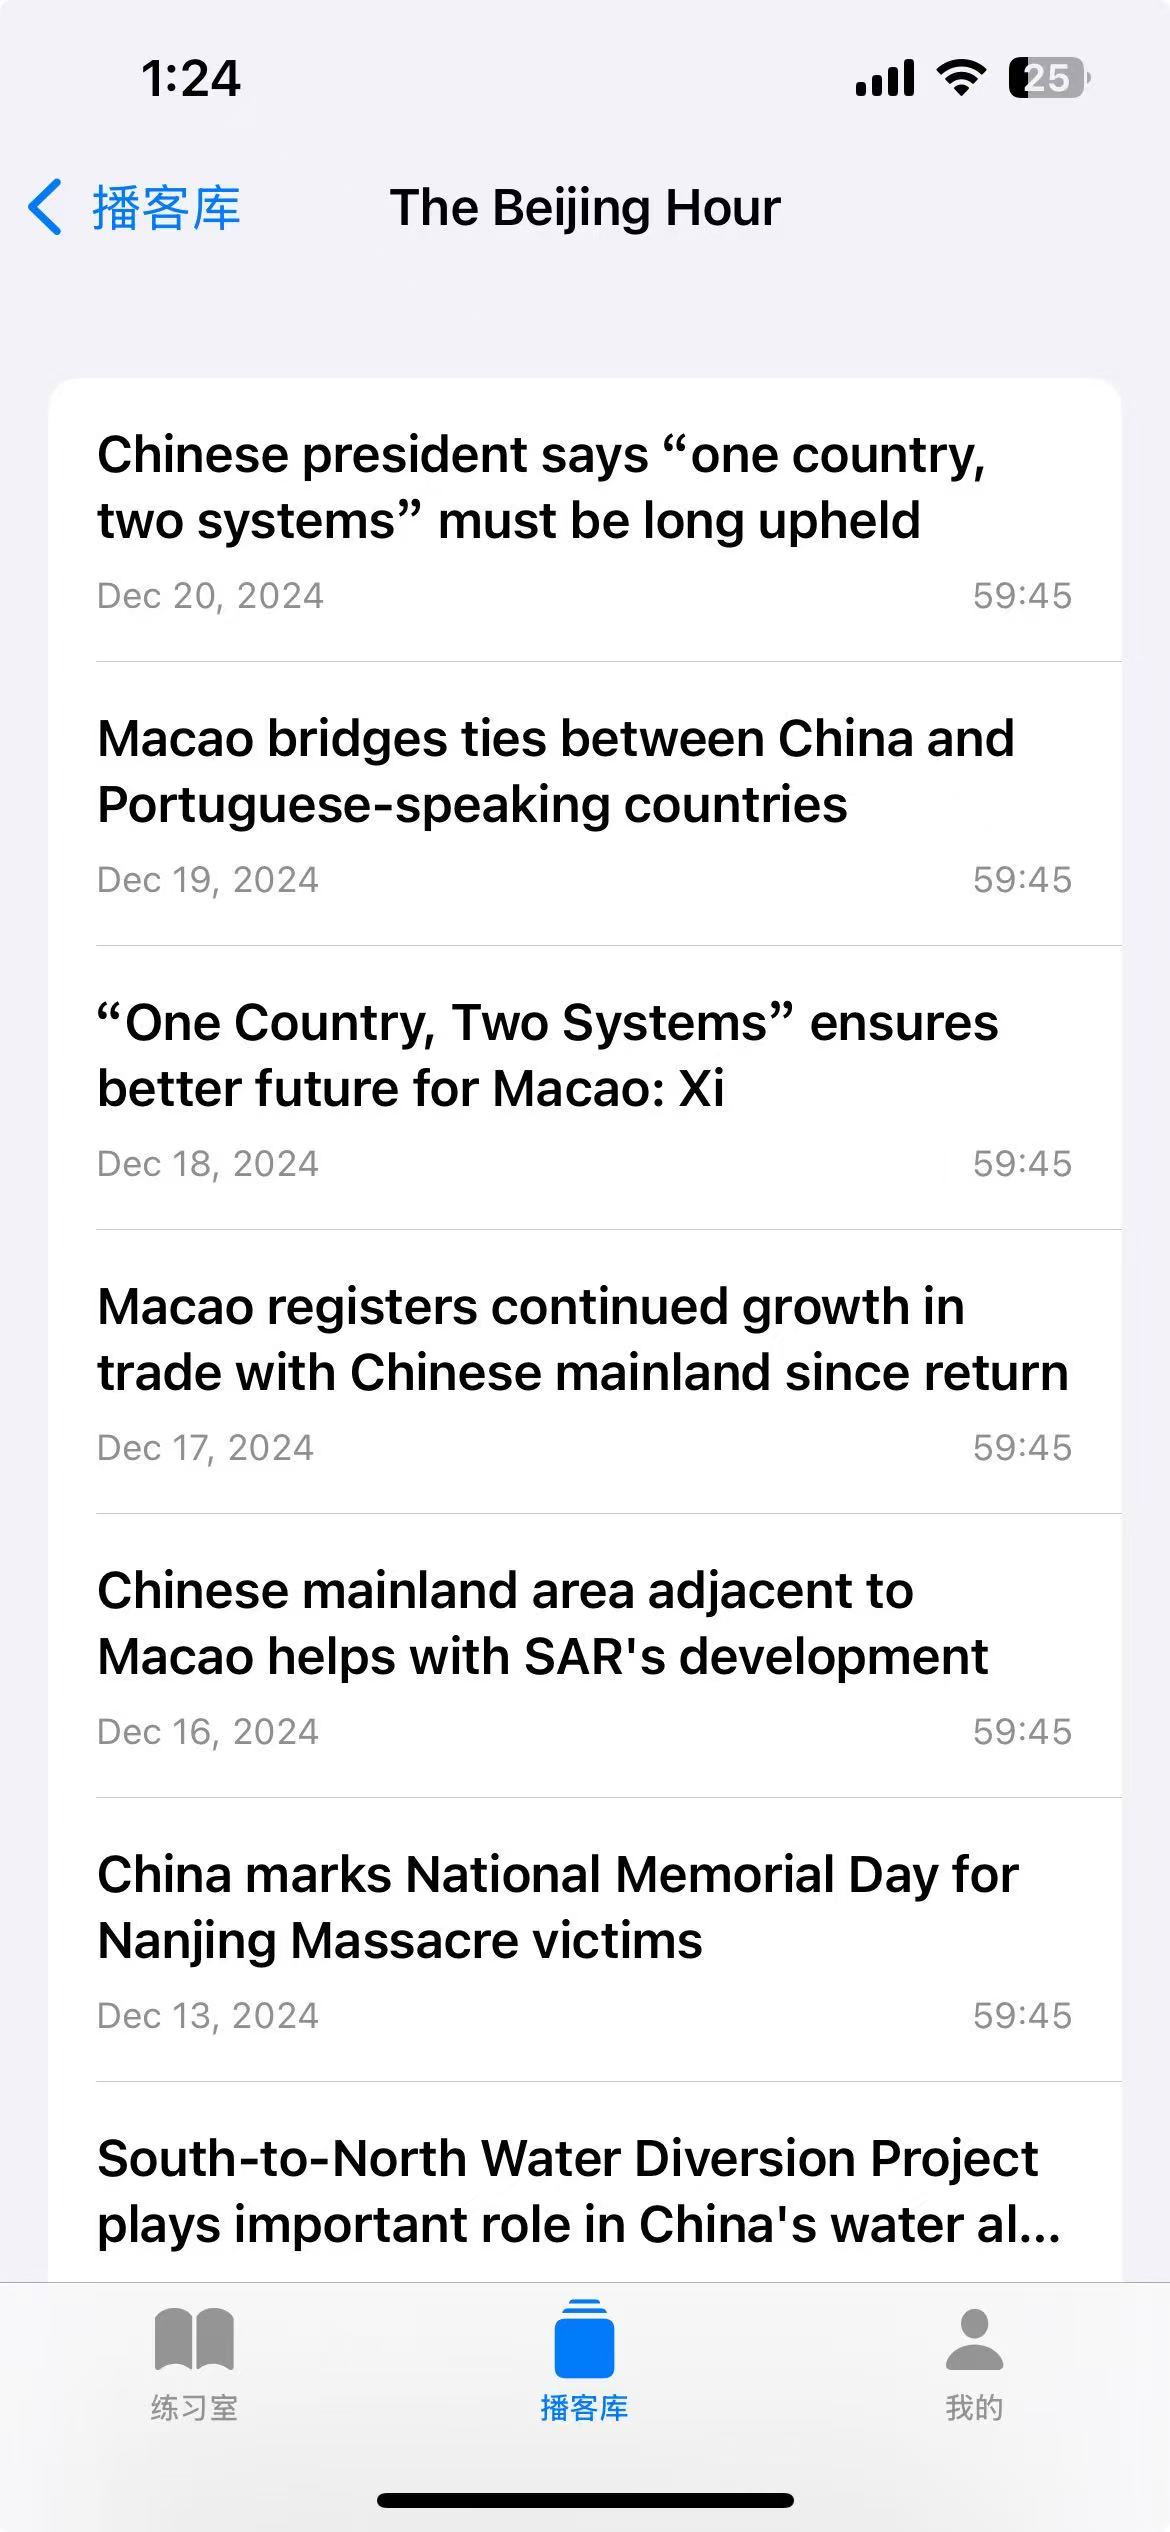 1:24
25
播客库
The Beijing Hour
Chinese president says “one country,
two systems” must be long upheld
Dec 20, 2024
59:45
Macao bridges ties between China and
Portuguese-speaking countries
Dec 19, 2024
59:45
“One Country, Two Systems” ensures
better future for Macao: Xi
Dec 18, 2024
59:45
Macao registers continued growth in
trade with Chinese mainland since return
Dec 17, 2024
59:45
Chinese mainland area adjacent to
Macao helps with SAR's development
Dec 16, 2024
59:45
China marks National Memorial Day for
Nanjing Massacre victims
Dec 13, 2024
59:45
South-to-North Water Diversion Project
plays important role in China's water al...
练习室
播客库
我的